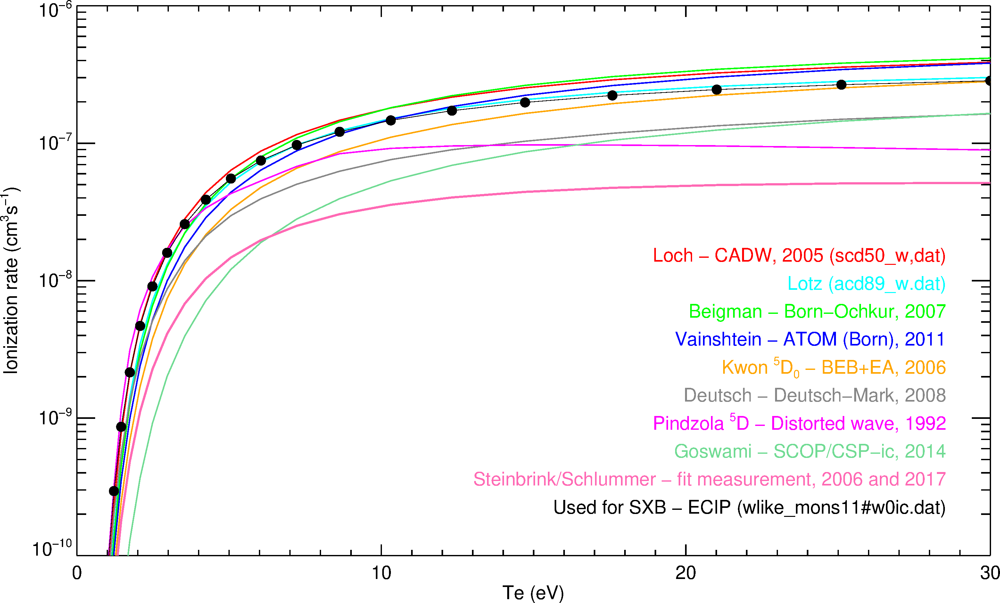 10⁻⁶
10⁻⁷
10⁻⁸
10⁻⁹
10⁻¹⁰
Ionization rate (cm³s⁻¹)
Loch − CADW, 2005 (scd50_w,dat)
Lotz (acd89_w.dat)
Beigman − Born−Ochkur, 2007
Vainshtein − ATOM (Born), 2011
Kwon ⁵D₀ − BEB+EA, 2006
Deutsch − Deutsch−Mark, 2008
Pindzola ⁵D − Distorted wave, 1992
Goswami − SCOP/CSP−ic, 2014
Steinbrink/Schlummer − fit measurement, 2006 and 2017
Used for SXB − ECIP (wlike_mons11#w0ic.dat)
0 10 20 30
Te (eV)